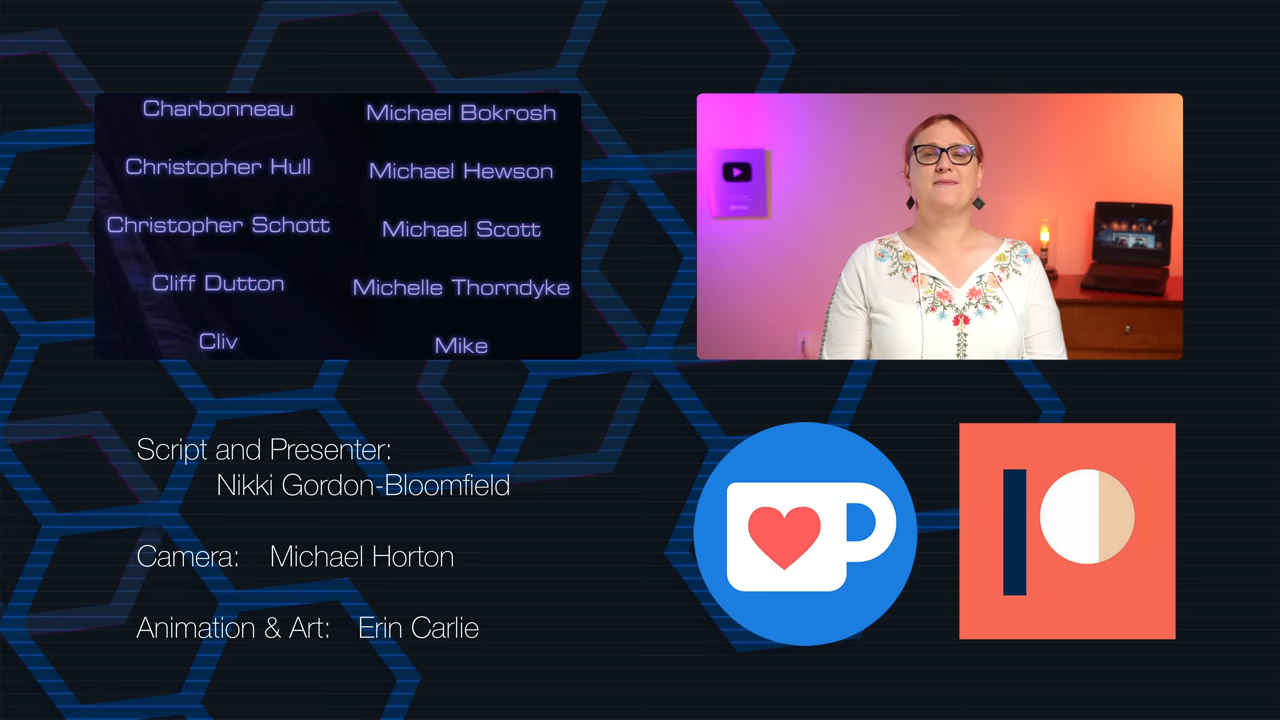 Charbonneau
Christopher Hull
Christopher Schott
Cliff Dutton
Cliv
Michael Bokrosh
Michael Hewson
Michael Scott
Michelle Thorndyke
Mike
Script and Presenter:
Nikki Gordon-Bloomfield
Camera: Michael Horton
Animation & Art: Erin Carlie